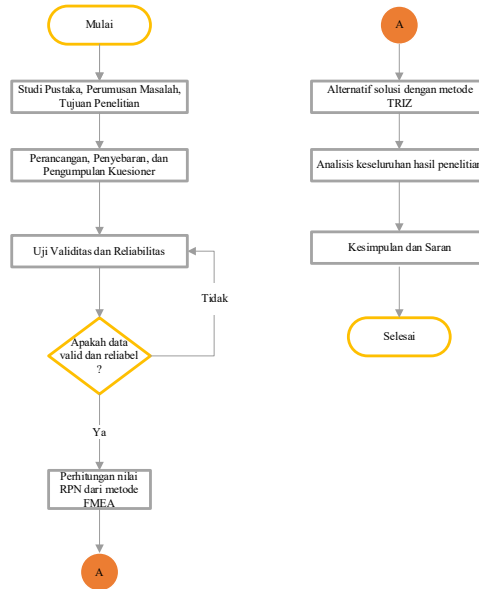 Mulai
Studi Pustaka, Perumusan Masalah,
Tujuan Penelitian
Perancangan, Penyebaran, dan
Pengumpulan Kuesioner
Uji Validitas dan Reliabilitas
Tidak
Apakah data
valid dan reliabel
?
Ya
Perhitungan nilai
RPN dari metode
FMEA
A
A
Alternatif solusi dengan metode
TRIZ
Analisis keseluruhan hasil penelitian
Kesimpulan dan Saran
Selesai